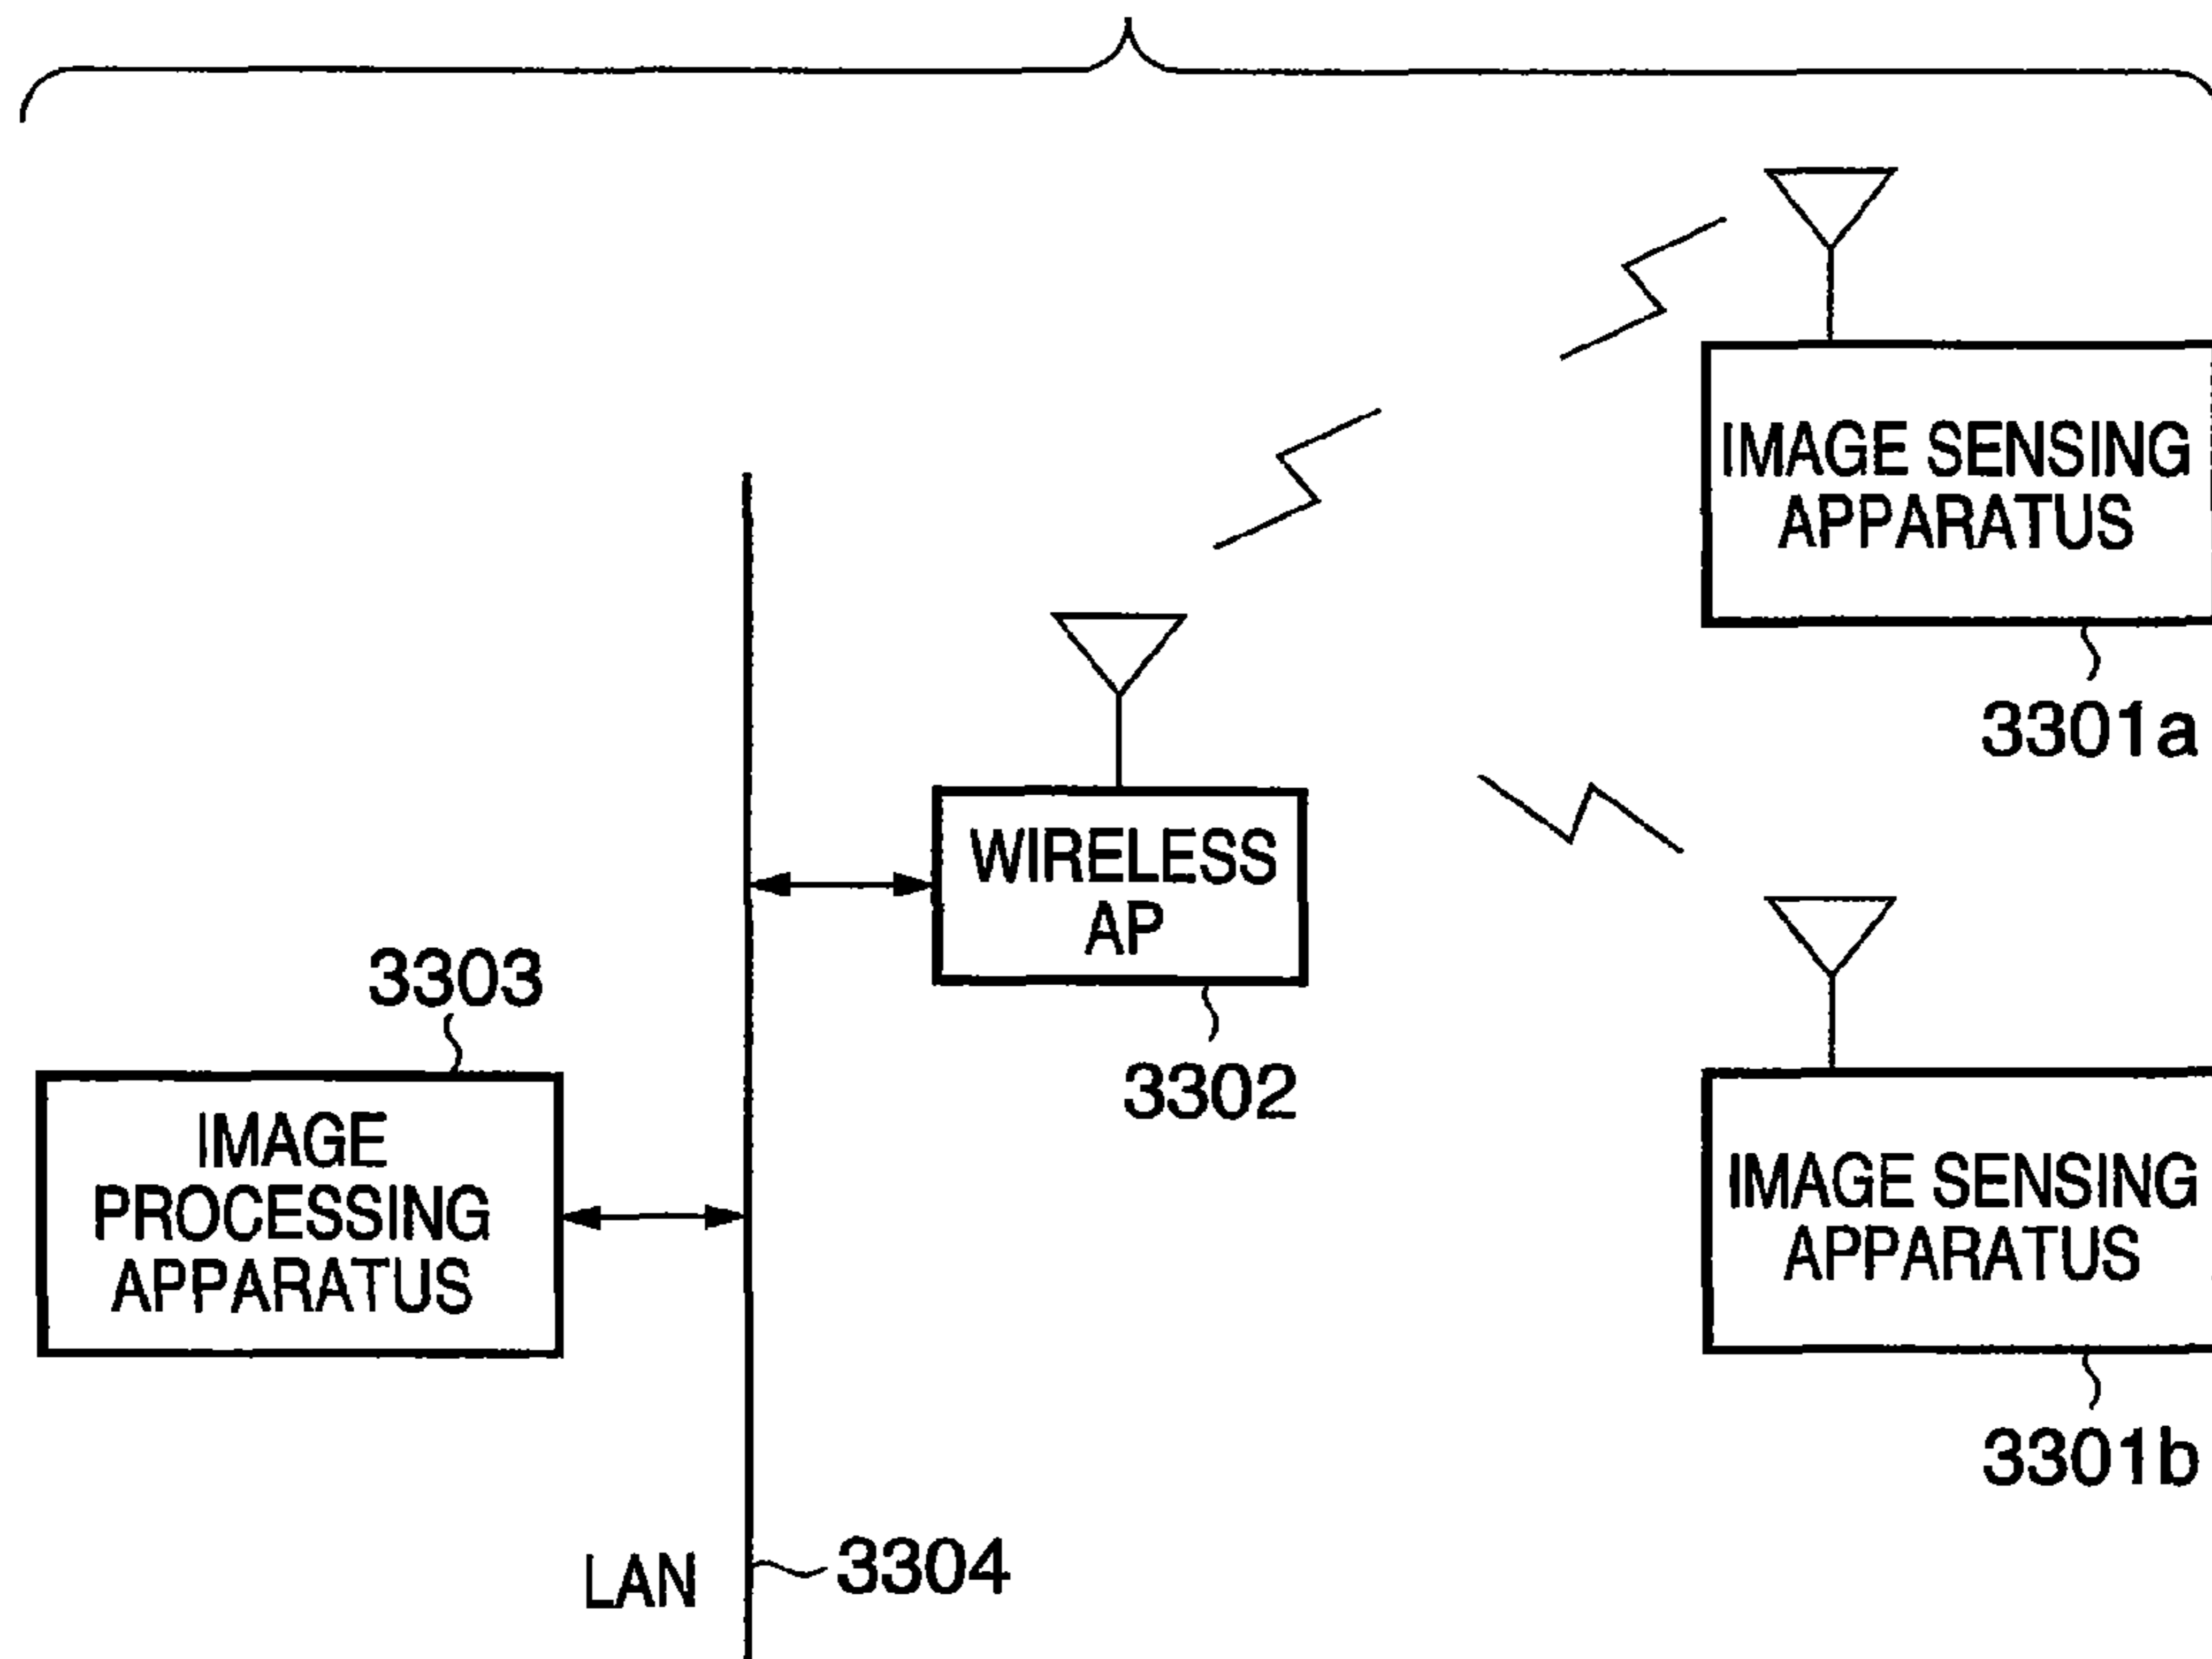 IMAGE SENSING
APPARATUS
3301a
WIRELESS
AP
3302
3303
IMAGE
PROCESSING
APPARATUS
IMAGE SENSING
APPARATUS
3301b
LAN
3304